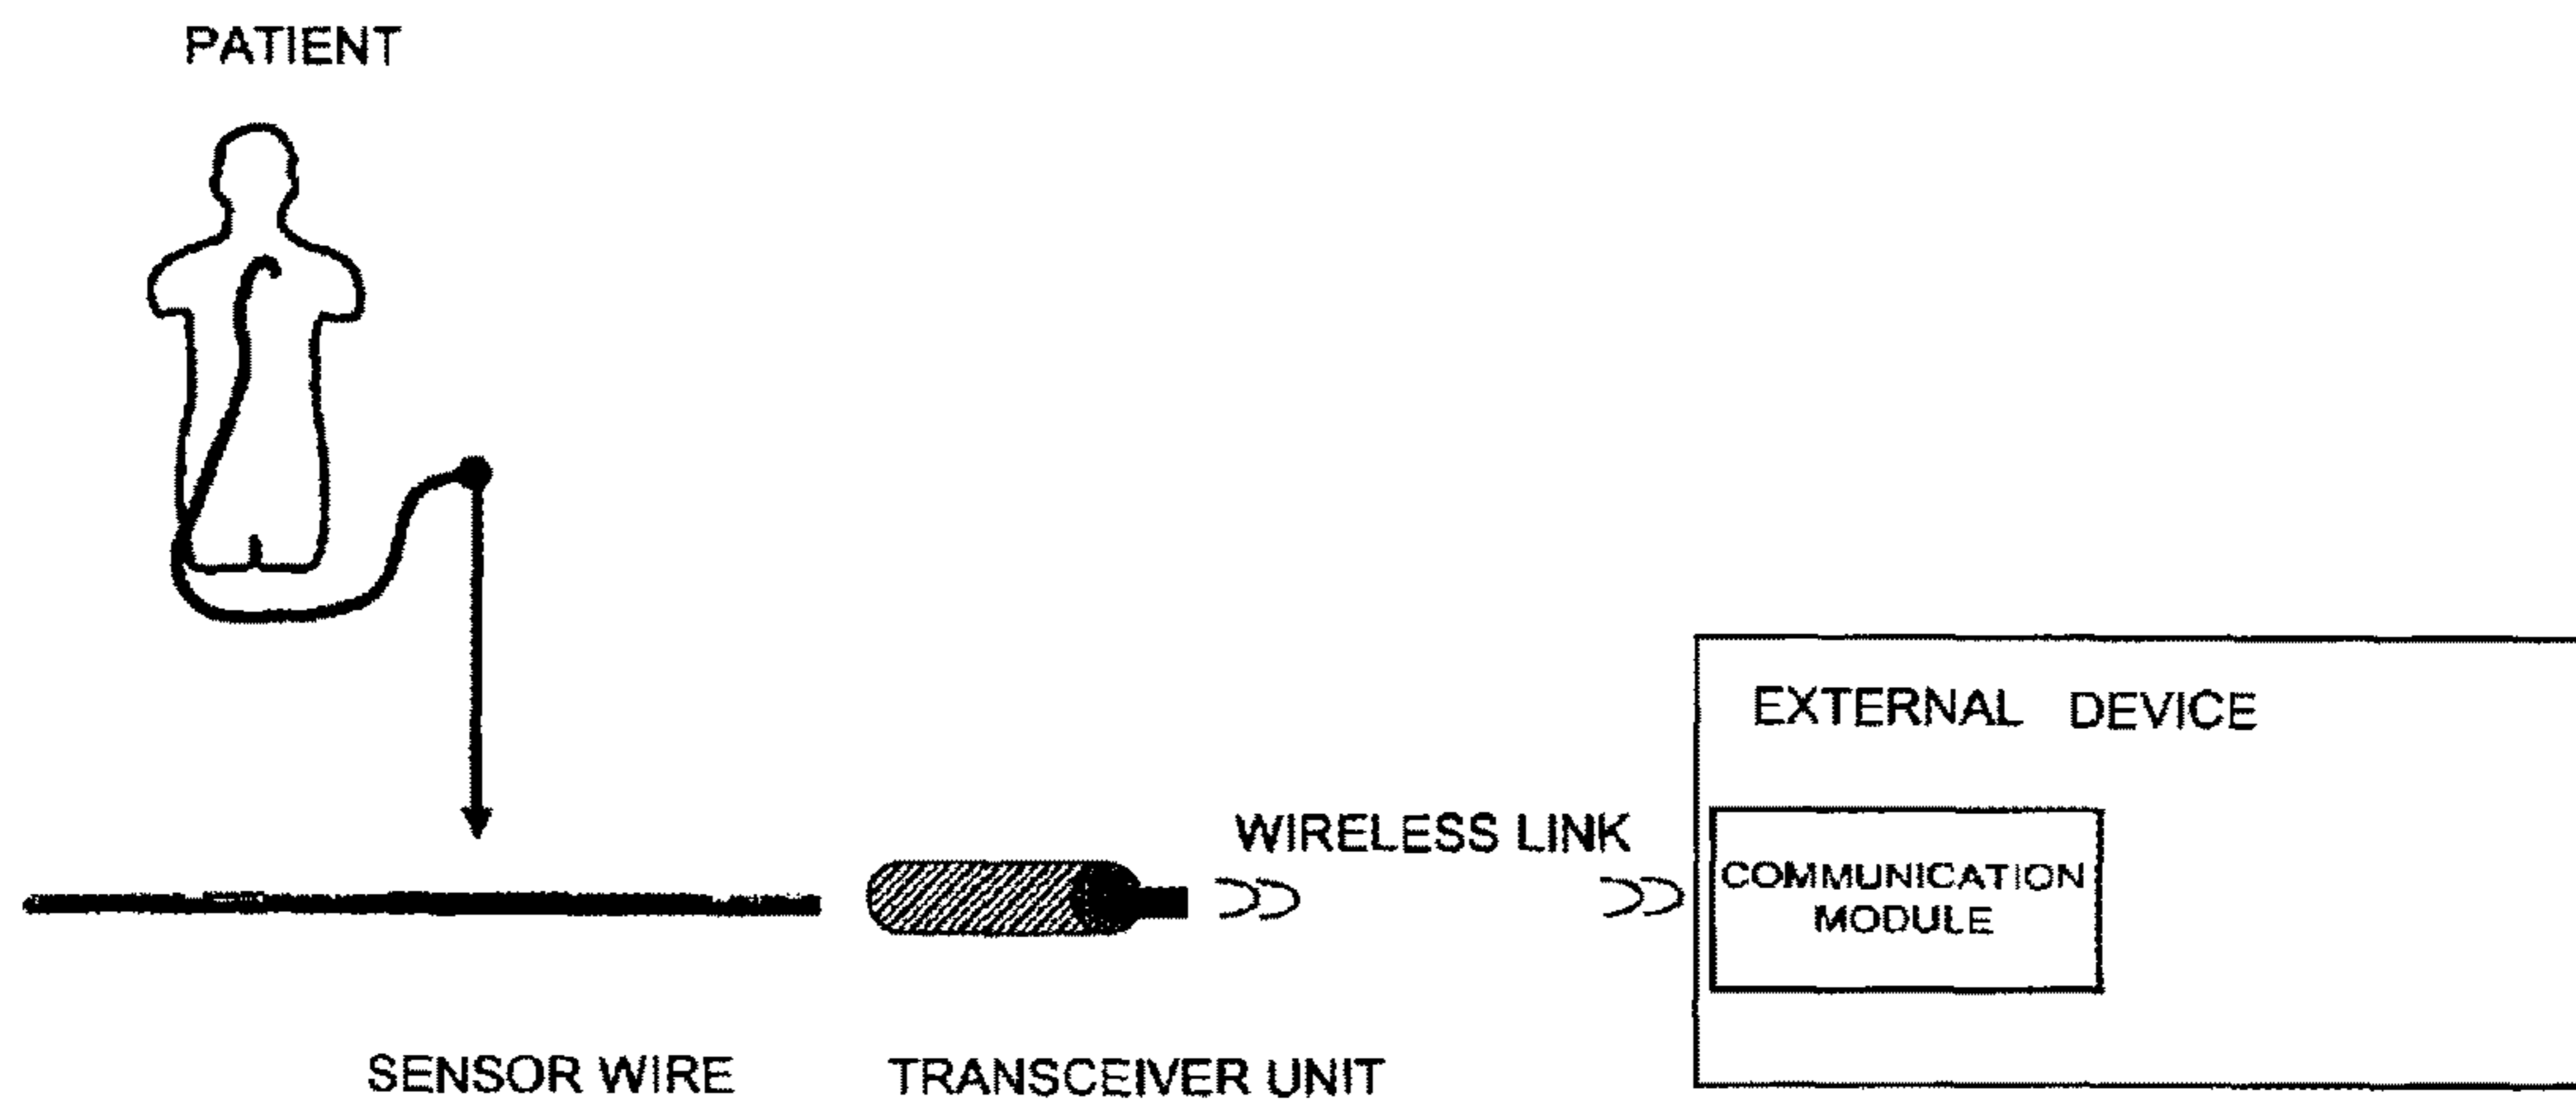 PATIENT
EXTERNAL DEVICE
WIRELESS LINK
COMMUNICATION
MODULE
SENSOR WIRE
TRANSCEIVER UNIT